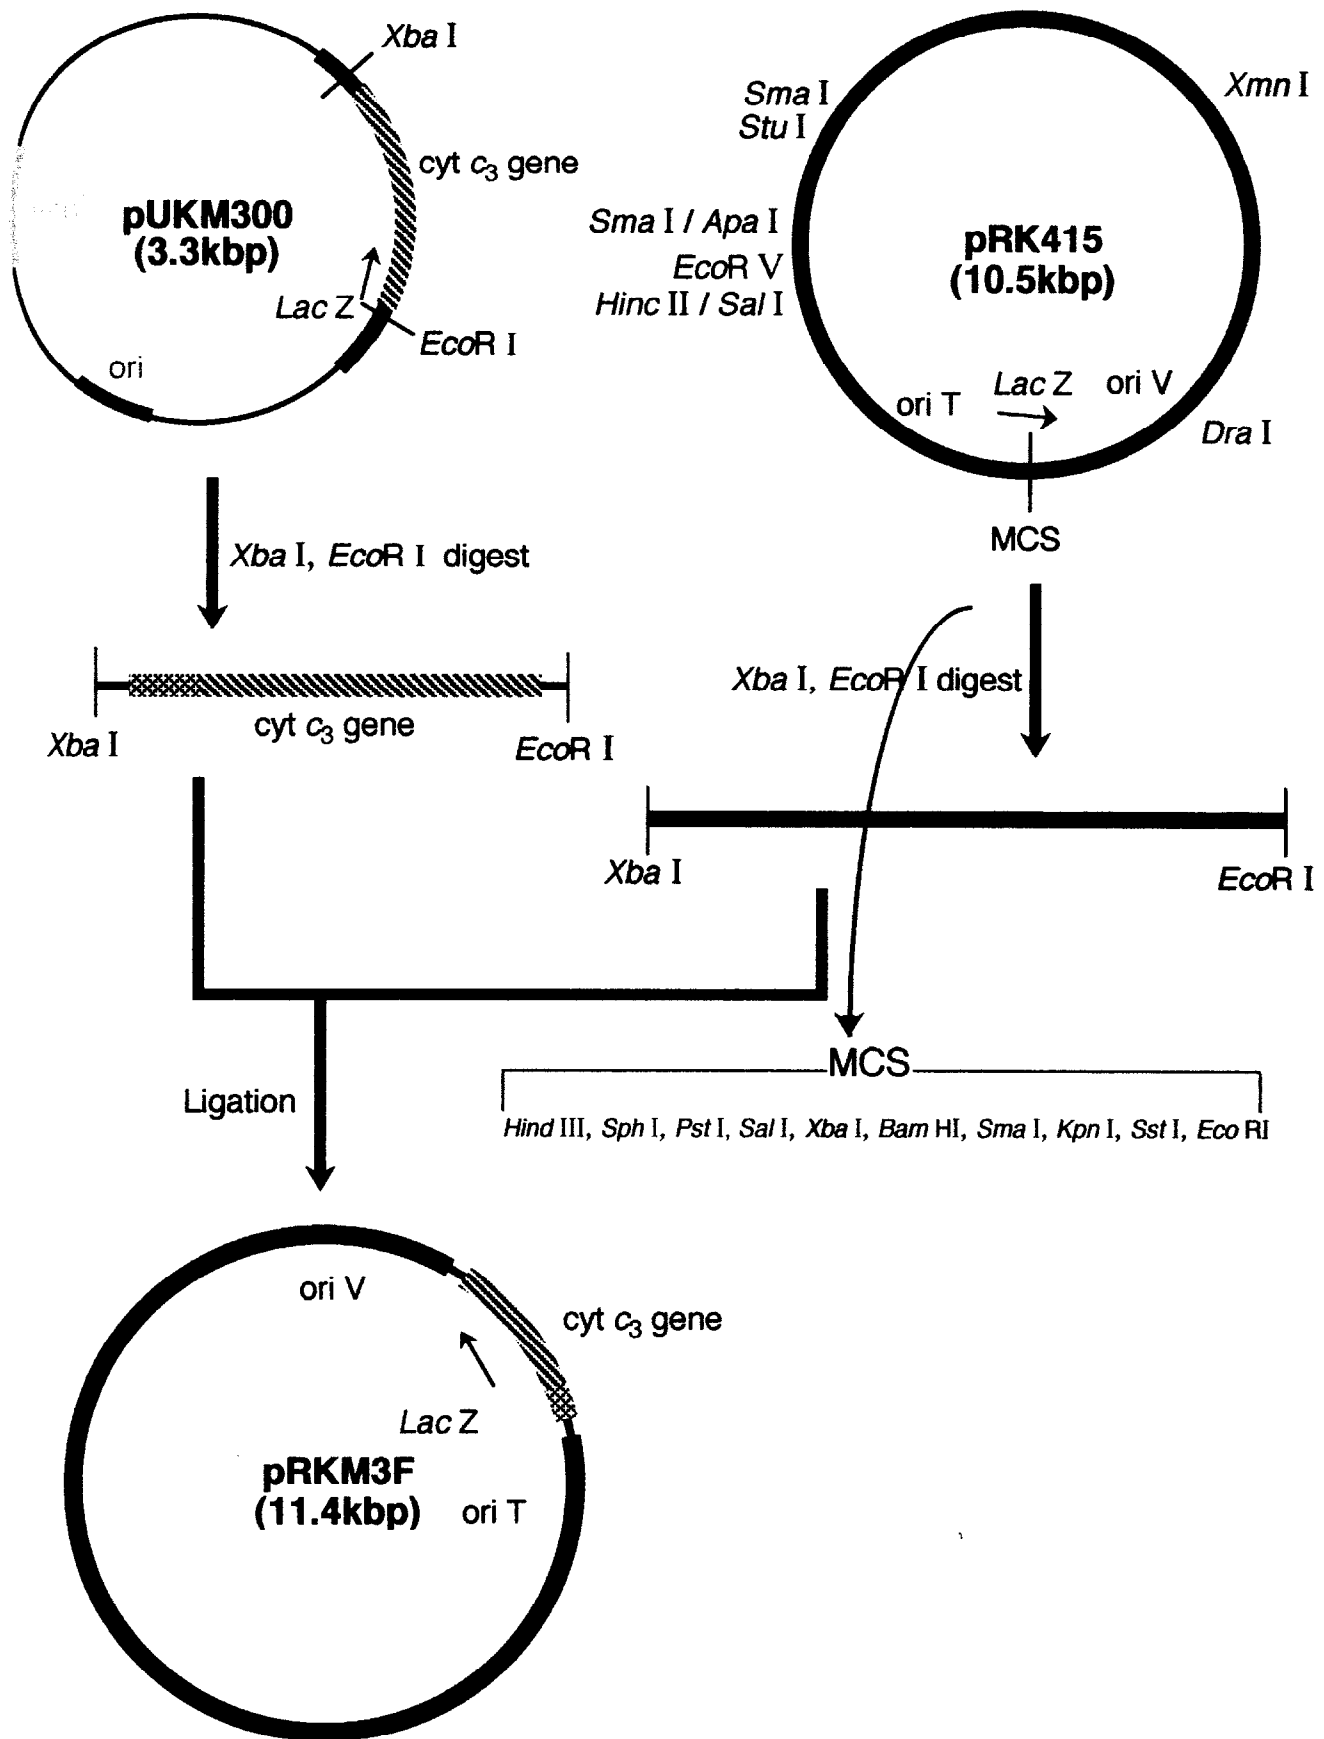 Xba I
cyt c3 gene
pUKM300
(3.3kbp)
Lac Z
EcoR I
ori
Sma I
Stu I
Xmn I
Sma I / Apa I
EcoR V
Hinc II / Sal I
pRK415
(10.5kbp)
ori T
Lac Z
ori V
Dra I
MCS
Xba I, EcoR I digest
Xba I, EcoR I digest
cyt c3 gene
Xba I
EcoR I
Xba I
EcoR I
MCS
Ligation
Hind III, Sph I, Pst I, Sal I, Xba I, Bam HI, Sma I, Kpn I, Sst I, Eco RI
ori V
cyt c3 gene
Lac Z
pRKM3F
(11.4kbp)
ori T